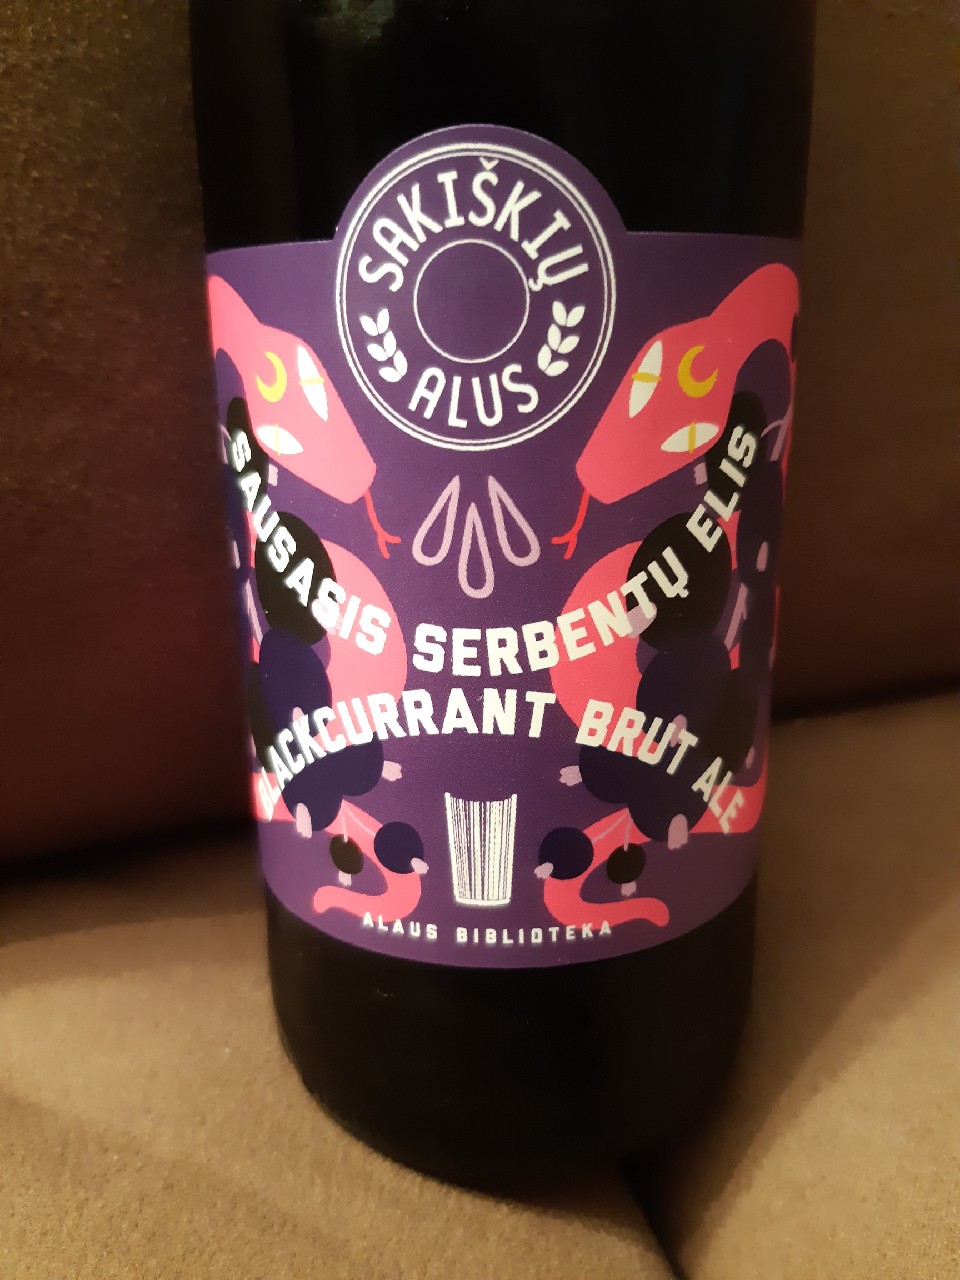 SAKIŠKIŲ
ALUS
SAUSASIS SERBENTŲ ELIS
BLACKCURRANT BRUT ALE
ALAUS BIBLIOTEKA